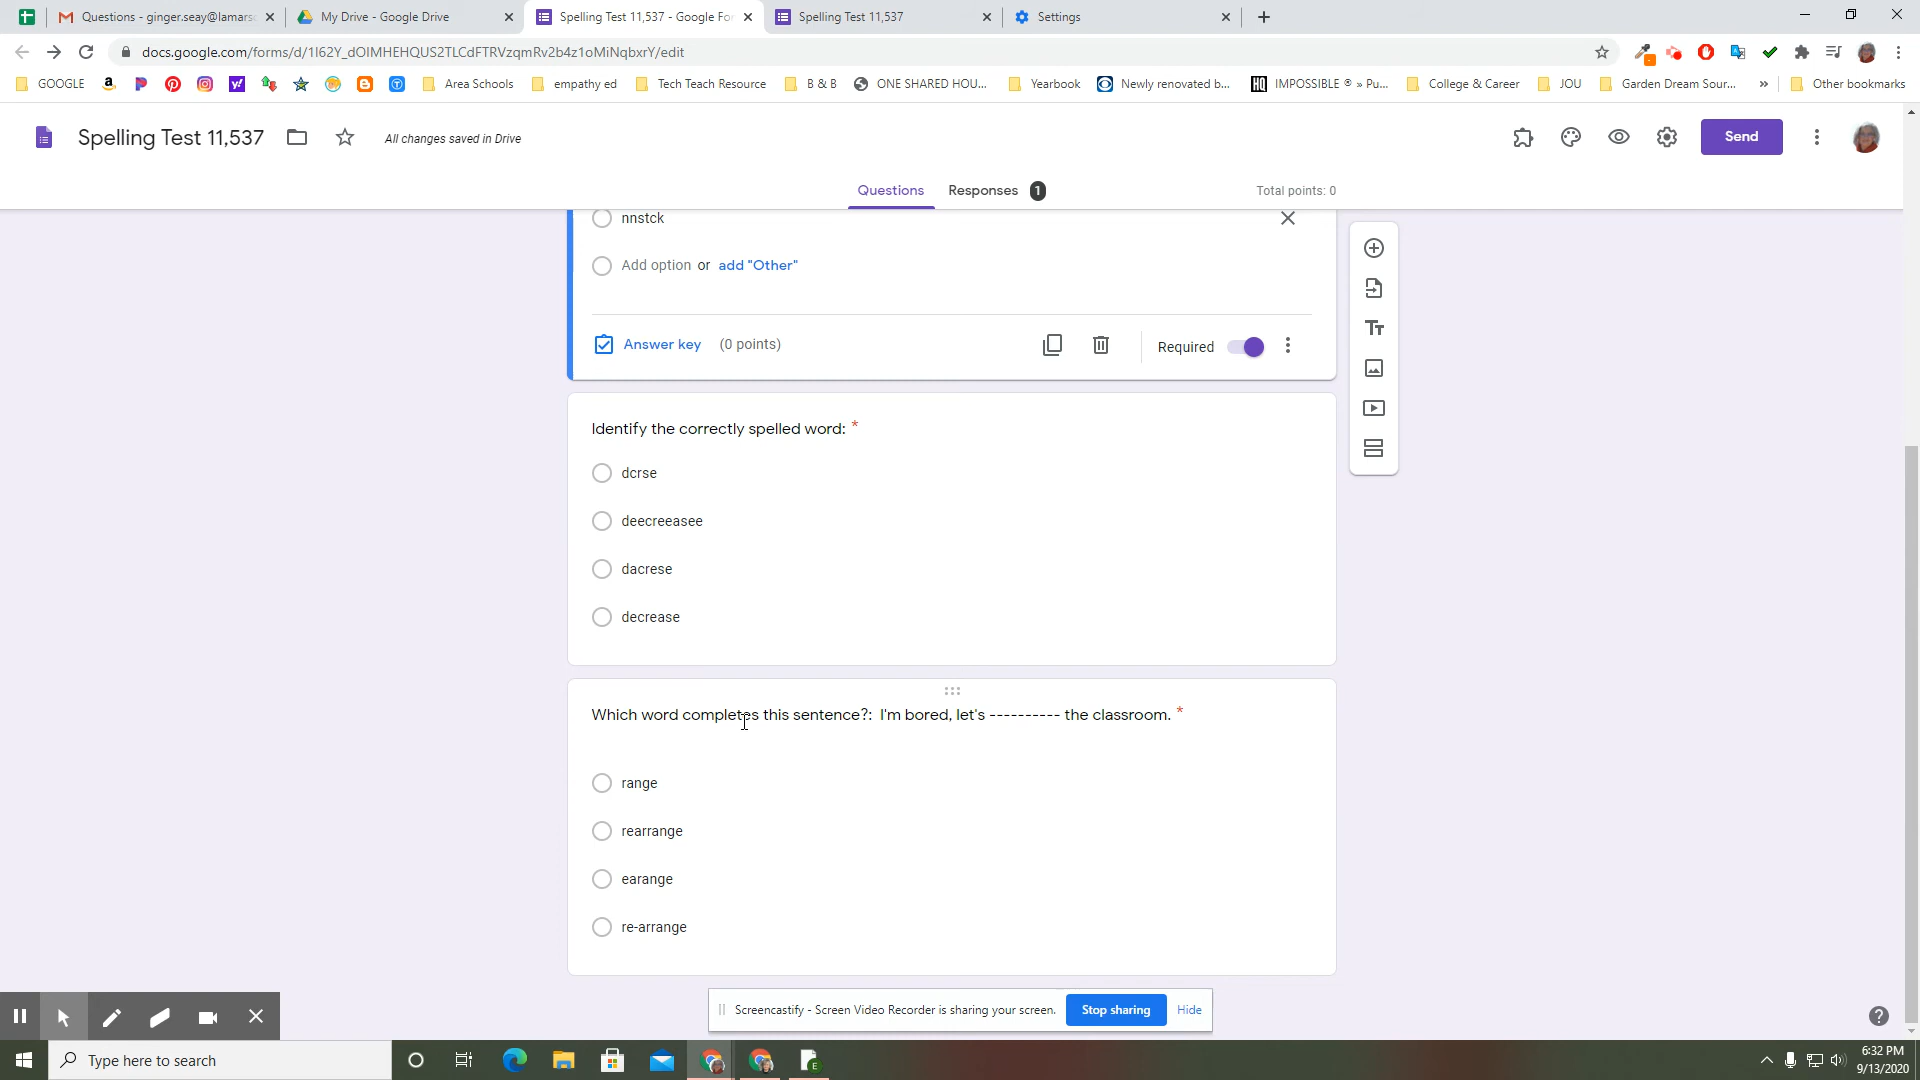 Questions - ginger.seay@lamarsc
My Drive - Google Drive
Spelling Test 11,537 - Google For
Spelling Test 11,537
Settings
docs.google.com/forms/d/1I62Y_dOIMHEHQUS2TLCdFTRVzqmRv2b4z1oMiNqbxrY/edit
GOOGLE
Area Schools
empathy ed
Tech Teach Resource
B & B
ONE SHARED HOU...
Yearbook
Newly renovated b...
HQ
IMPOSSIBLE ® » Pu...
College & Career
JOU
Garden Dream Sour...
»
Other bookmarks
Spelling Test 11,537
All changes saved in Drive
Send
Questions
Responses
1
Total points: 0
nnstck
Add option or add "Other"
Answer key (0 points)
Required
Identify the correctly spelled word: *
dcrse
deecreeasee
dacrese
decrease
Which word completes this sentence?: I'm bored, let's ---------- the classroom. *
range
rearrange
earange
re-arrange
Screencastify - Screen Video Recorder is sharing your screen.
Stop sharing
Hide
Type here to search
6:32 PM
9/13/2020